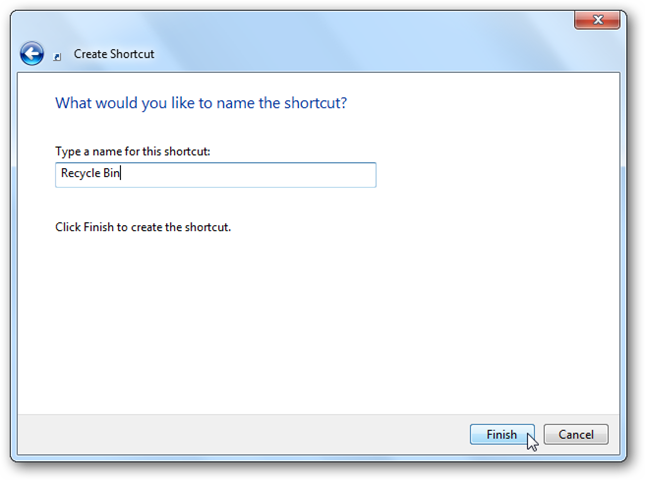 Create Shortcut
What would you like to name the shortcut?
Type a name for this shortcut:
Recycle Bin
Click Finish to create the shortcut.
Finish Cancel